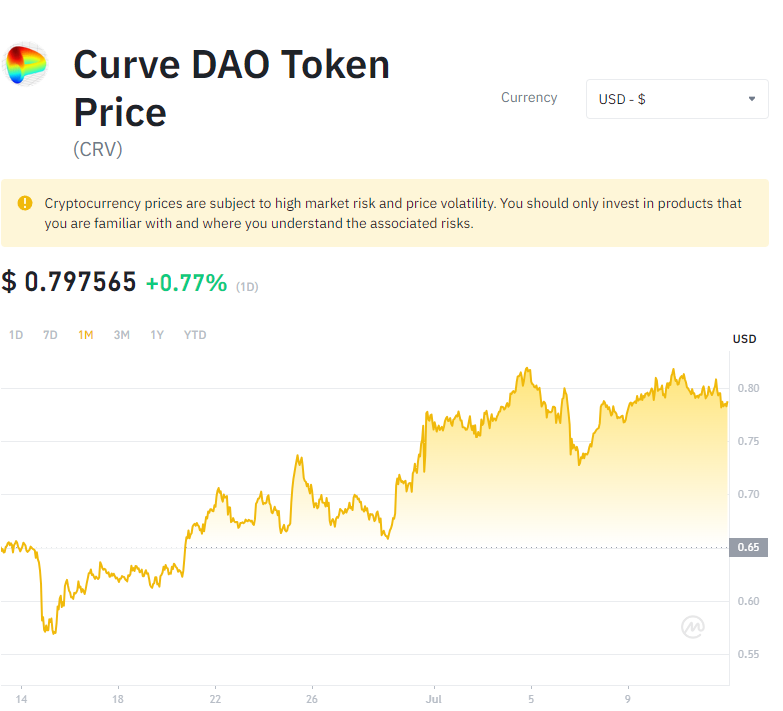 Curve DAO Token
Price
(CRV)
Currency
USD - $
Cryptocurrency prices are subject to high market risk and price volatility. You should only invest in products that
you are familiar with and where you understand the associated risks.
$ 0.797565 +0.77% (1D)
1D 7D 1M 3M 1Y YTD
USD
0.80
0.75
0.70
0.65
0.60
0.55
14 18 22 26 Jul 5 9